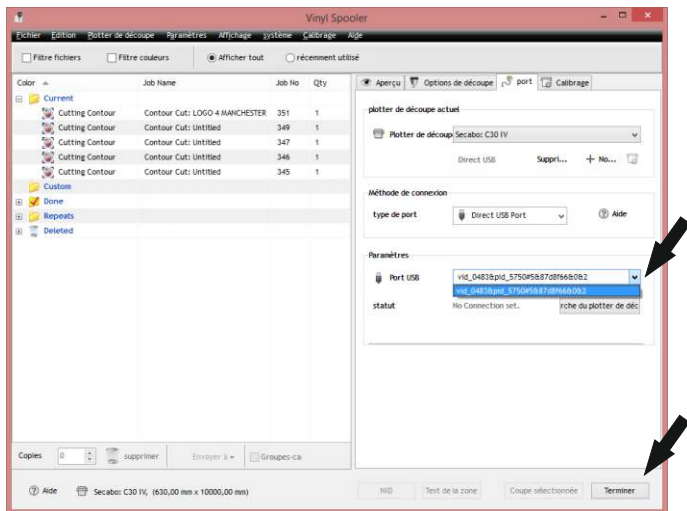 Vinyl Spooler
Fichier Edition Plotter de découpe Paramètres Affichage système Calibrage Aide
Filtre fichiers Filtre couleurs Afficher tout récemment utilisé
Color Job Name Job No Qty
Current
Cutting Contour Contour Cut: LOGO 4 MANCHESTER 351 1
Cutting Contour Contour Cut: Untitled 349 1
Cutting Contour Contour Cut: Untitled 347 1
Cutting Contour Contour Cut: Untitled 346 1
Cutting Contour Contour Cut: Untitled 345 1
Custom
Done
Repeats
Deleted
Aperçu Options de découpe port Calibrage
plotter de découpe actuel
Plotter de découp Secabo: C30 IV
Direct USB Suppri... No...
Méthode de connexion
type de port Direct USB Port Aide
Paramètres
Port USB vid_0483&pid_5750#5&87d8f66&0&2
vid_0483&pid_5750#5&87d8f66&0&2
statut No Connection set. rche du plotter de déc
Copies 0 supprimer Envoyer à Groupes-ca
Aide Secabo: C30 IV, (630,00 mm x 10000,00 mm)
Test de la zone Coupe sélectionnée Terminer